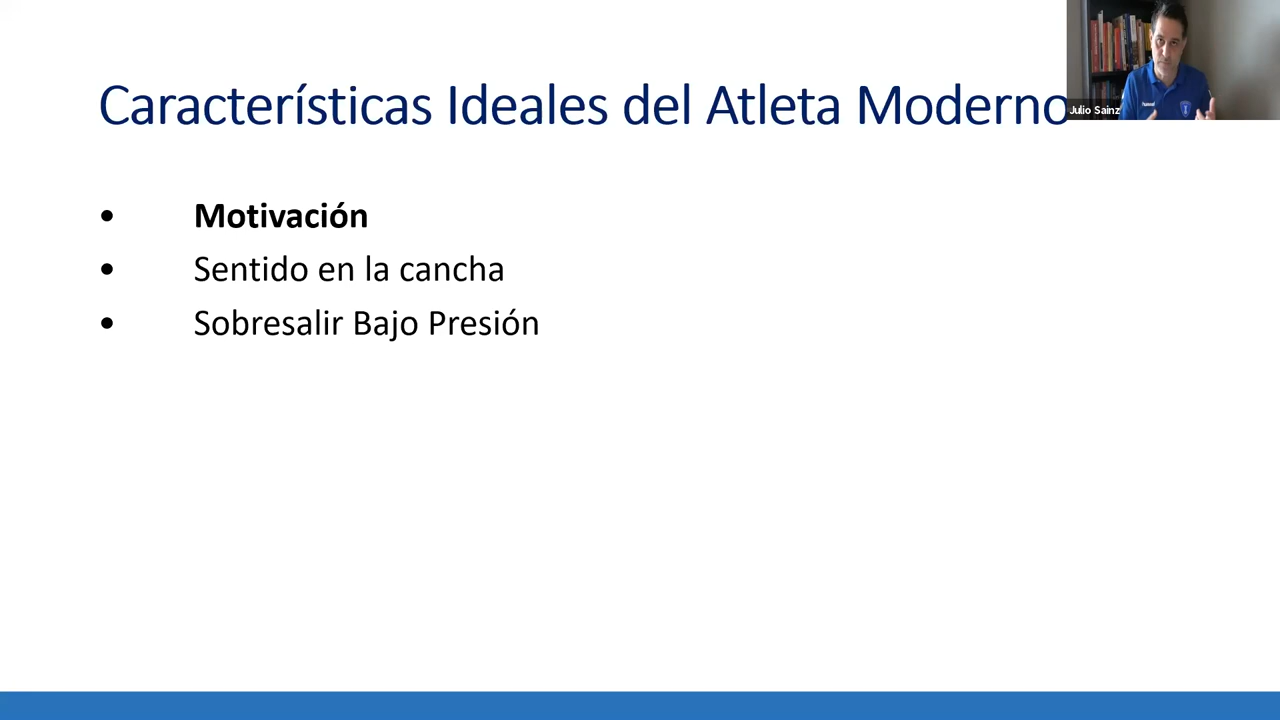 Características Ideales del Atleta Moderno
Julio Sainz
• Motivación
• Sentido en la cancha
• Sobresalir Bajo Presión